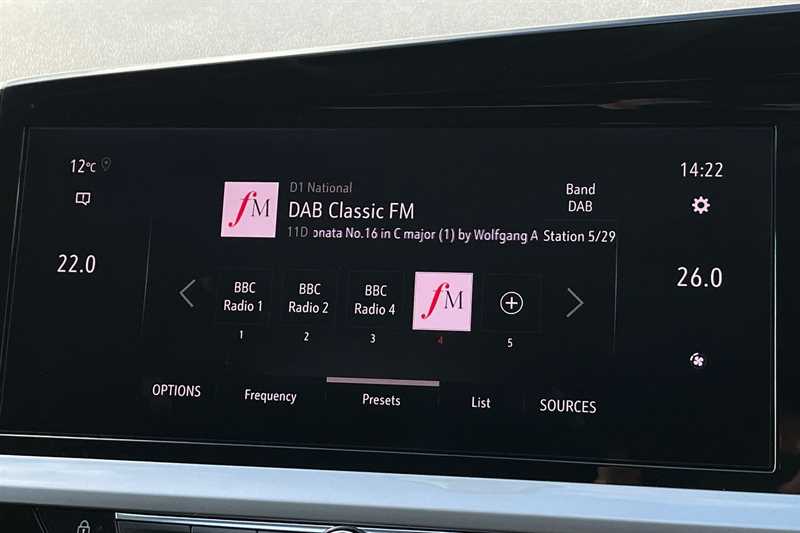 12°C
14:22
D1 National
DAB Classic FM
11D onata No.16 in C major (1) by Wolfgang A
Band
DAB
Station 5/29
fM
22.0
26.0
BBC
Radio 1
BBC
Radio 2
BBC
Radio 4
fM
1
2
3
4
5
OPTIONS
Frequency
Presets
List
SOURCES